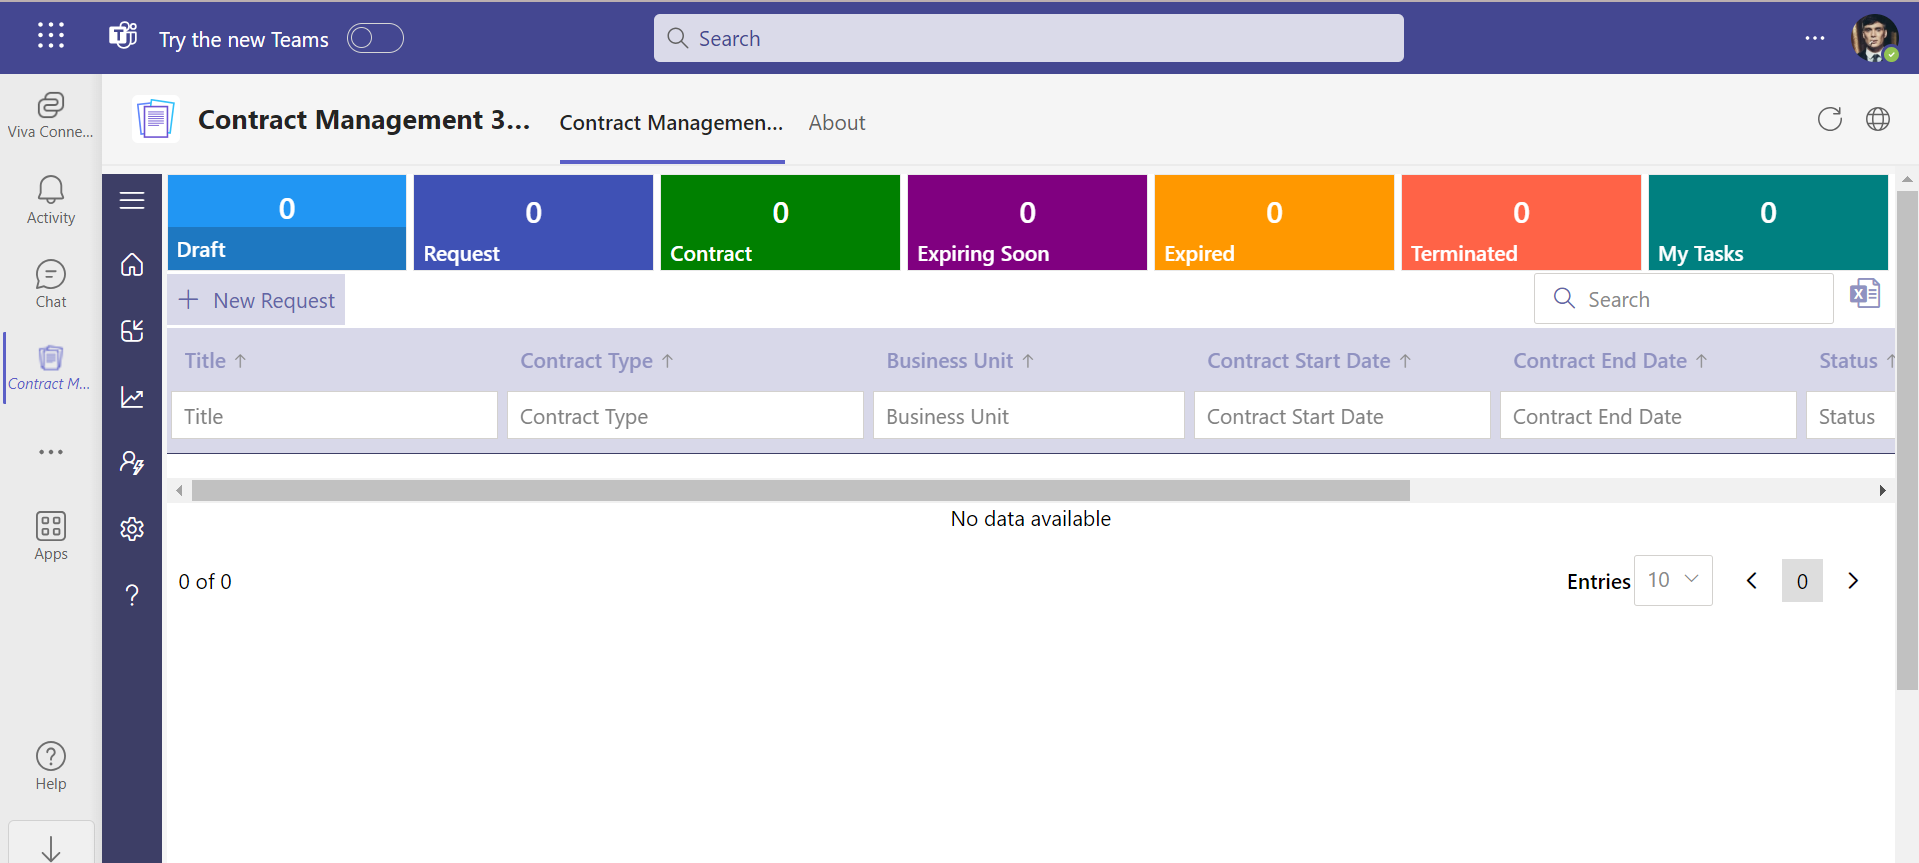 Try the new Teams
Search
Viva Conne...
Activity
Chat
Contract M...
Apps
Help
Contract Management 3...
Contract Managemen...
About
0
Draft
0
Request
0
Contract
0
Expiring Soon
0
Expired
0
Terminated
0
My Tasks
New Request
Search
Title ↑ Contract Type ↑ Business Unit ↑ Contract Start Date ↑ Contract End Date ↑ Status ↑
Title Contract Type Business Unit Contract Start Date Contract End Date Status
No data available
0 of 0
Entries 10
0